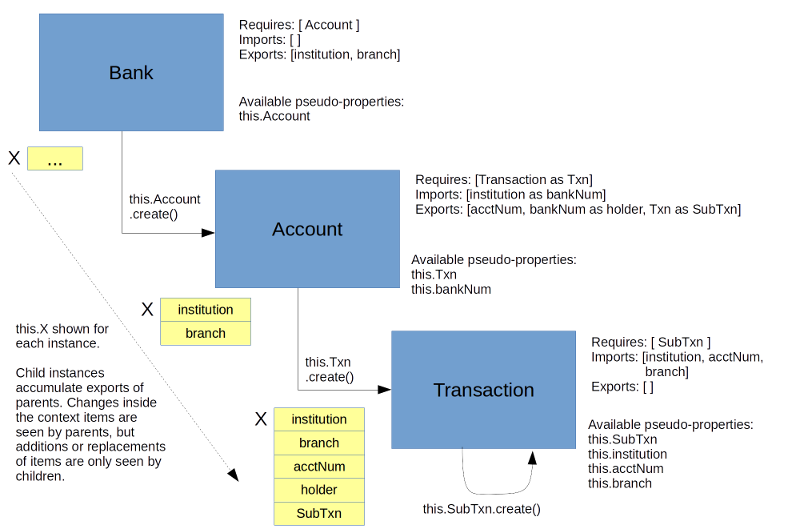 Bank
Requires: [ Account ]
Imports: [ ]
Exports: [institution, branch]
Available pseudo-properties:
this.Account
X
...
this.Account
.create()
Account
Requires: [Transaction as Txn]
Imports: [institution as bankNum]
Exports: [acctNum, bankNum as holder, Txn as SubTxn]
Available pseudo-properties:
this.Txn
this.bankNum
X
institution
branch
this.X shown for
each instance.
Child instances
accumulate exports of
parents. Changes inside
the context items are
seen by parents, but
additions or replacements
of items are only seen by
children.
this.Txn
.create()
Transaction
Requires: [ SubTxn ]
Imports: [institution, acctNum,
branch]
Exports: [ ]
Available pseudo-properties:
this.SubTxn
this.institution
this.acctNum
this.branch
X
institution
branch
acctNum
holder
SubTxn
this.SubTxn.create()